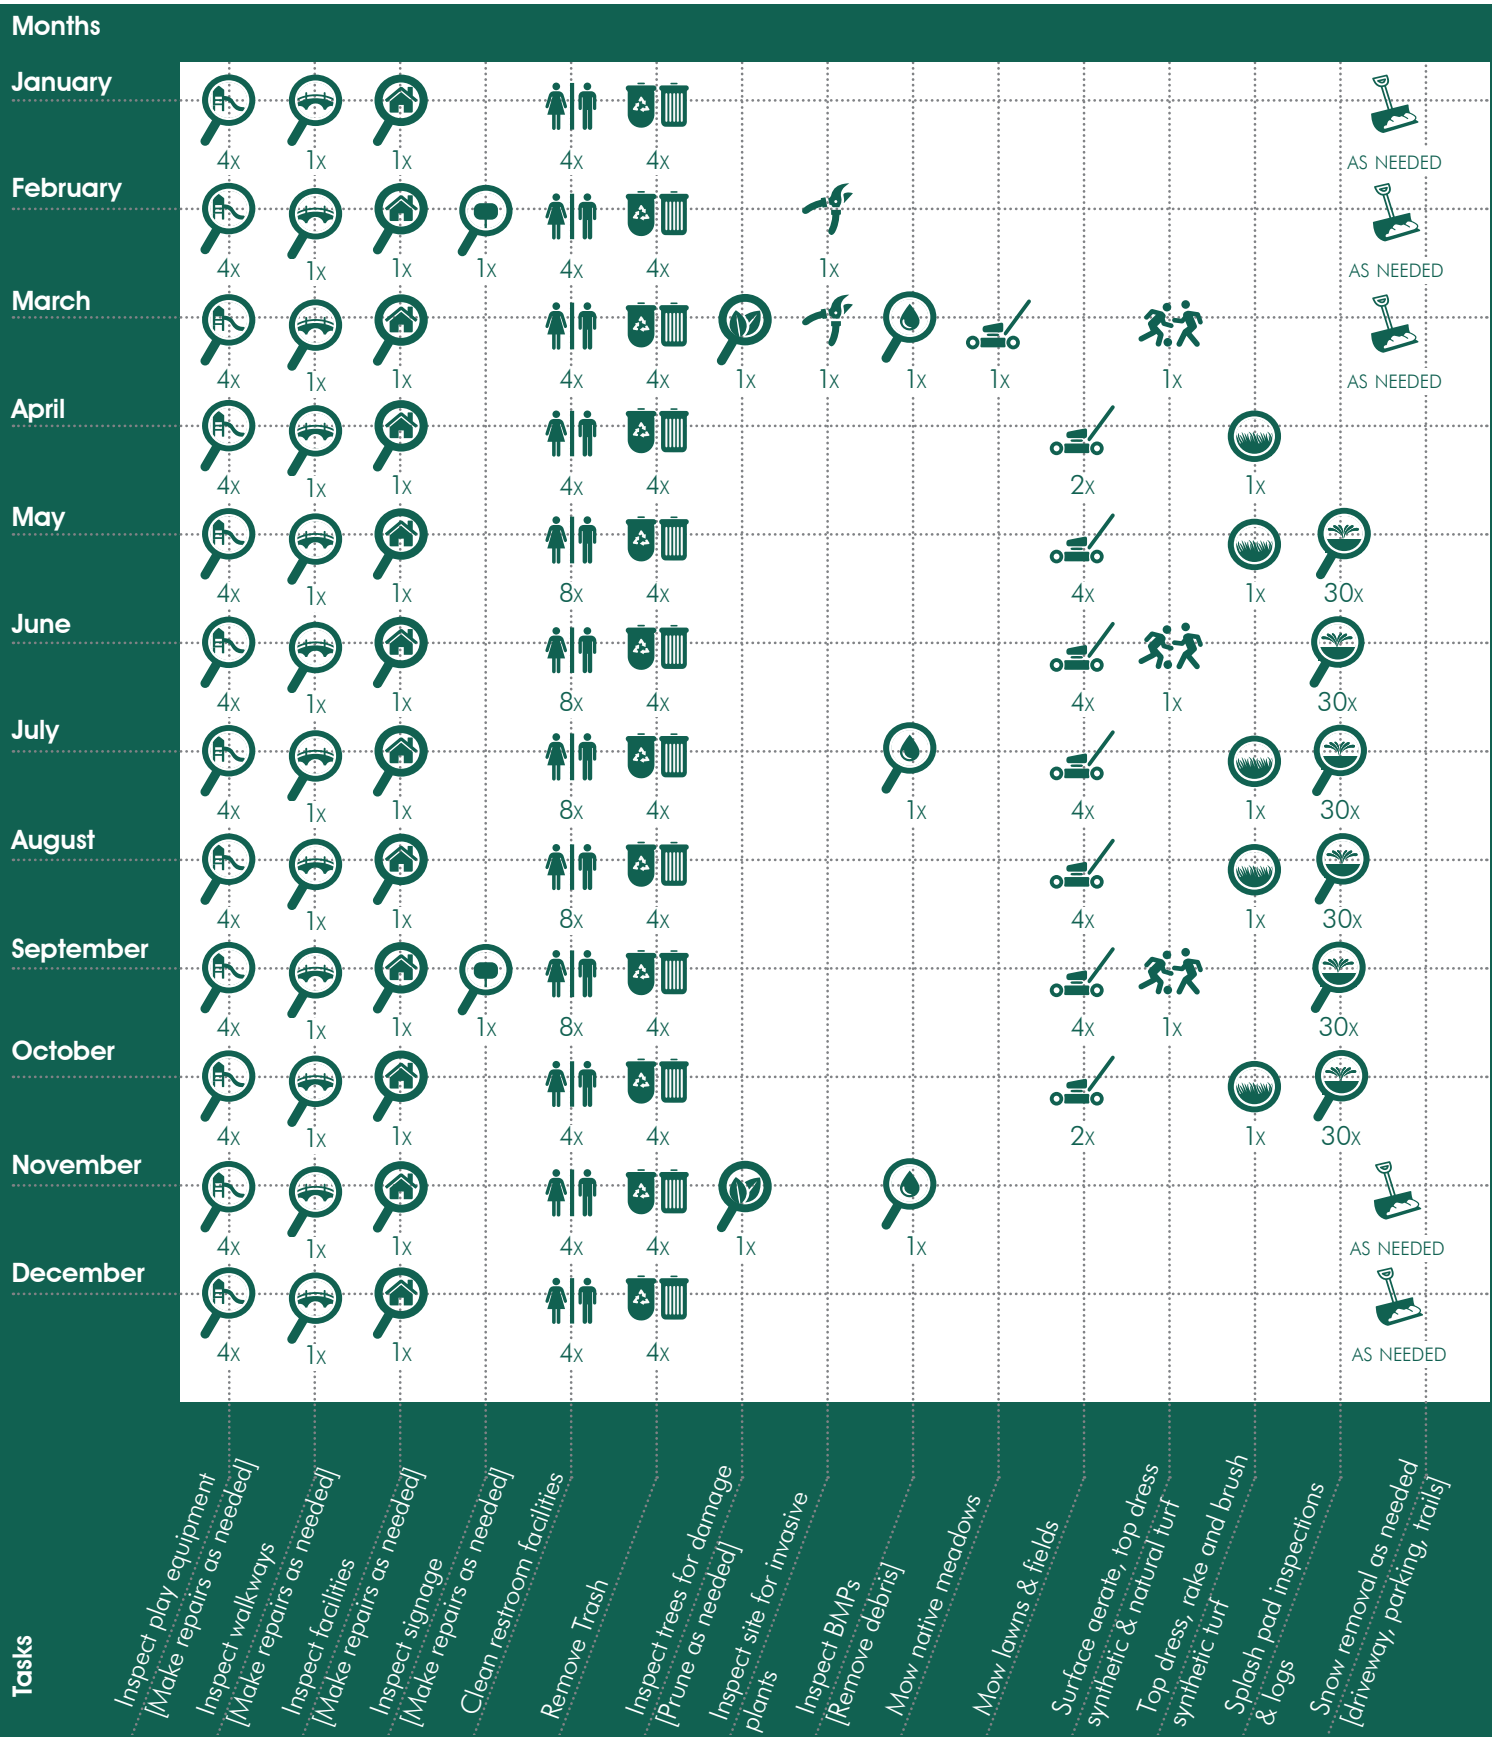 Months
January
4x 1x 1x 4x 4x AS NEEDED
February
4x 1x 1x 1x 4x 4x 1x AS NEEDED
March
4x 1x 1x 4x 4x 1x 1x 1x 1x 1x AS NEEDED
April
4x 1x 1x 4x 4x 2x 1x
May
4x 1x 1x 8x 4x 4x 1x 30x
June
4x 1x 1x 8x 4x 4x 1x 30x
July
4x 1x 1x 8x 4x 1x 4x 1x 30x
August
4x 1x 1x 8x 4x 4x 1x 30x
September
4x 1x 1x 1x 8x 4x 4x 1x 30x
October
4x 1x 1x 4x 4x 2x 1x 30x
November
4x 1x 1x 4x 4x 1x 1x AS NEEDED
December
4x 1x 1x 4x 4x AS NEEDED
Tasks
Inspect play equipment
[Make repairs as needed]
Inspect walkways
[Make repairs as needed]
Inspect facilities
[Make repairs as needed]
Inspect signage
[Make repairs as needed]
Clean restroom facilities
Remove Trash
Inspect trees for damage
[Prune as needed]
Inspect site for invasive
plants
Inspect BMPs
[Remove debris]
Mow native meadows
Mow lawns & fields
Surface aerate, top dress
synthetic & natural turf
Top dress, rake and brush
synthetic turf
Splash pad inspections
& logs
Snow removal as needed
[driveway, parking, trails]